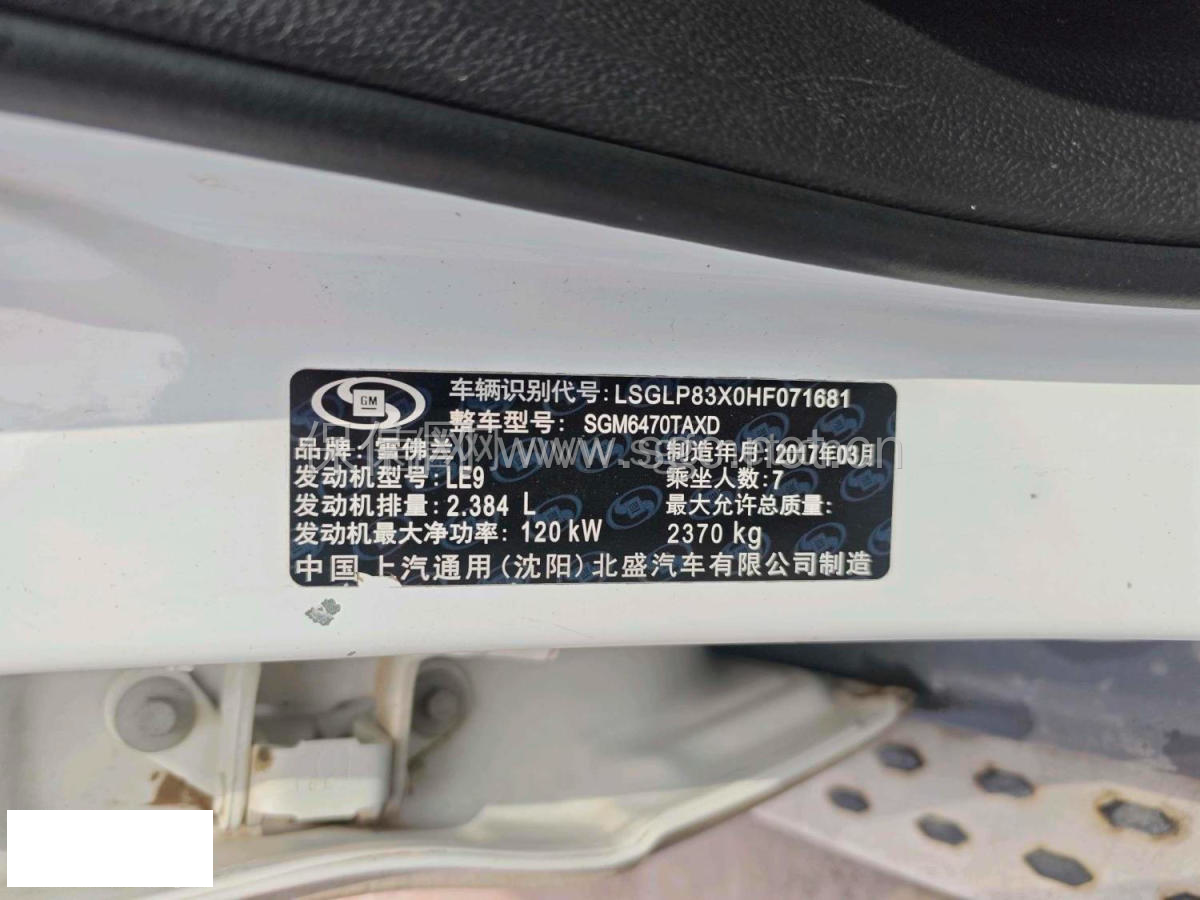 GM
车辆识别代号:LSGLP83X0HF071681
整车型号: SGM6470TAXD
品牌:雪佛兰 制造年月:2017年03月
发动机型号:LE9 乘坐人数:7
发动机排量:2.384 L 最大允许总质量:
发动机最大净功率:120 kW 2370 kg
中国 上汽通用(沈阳)北盛汽车有限公司制造